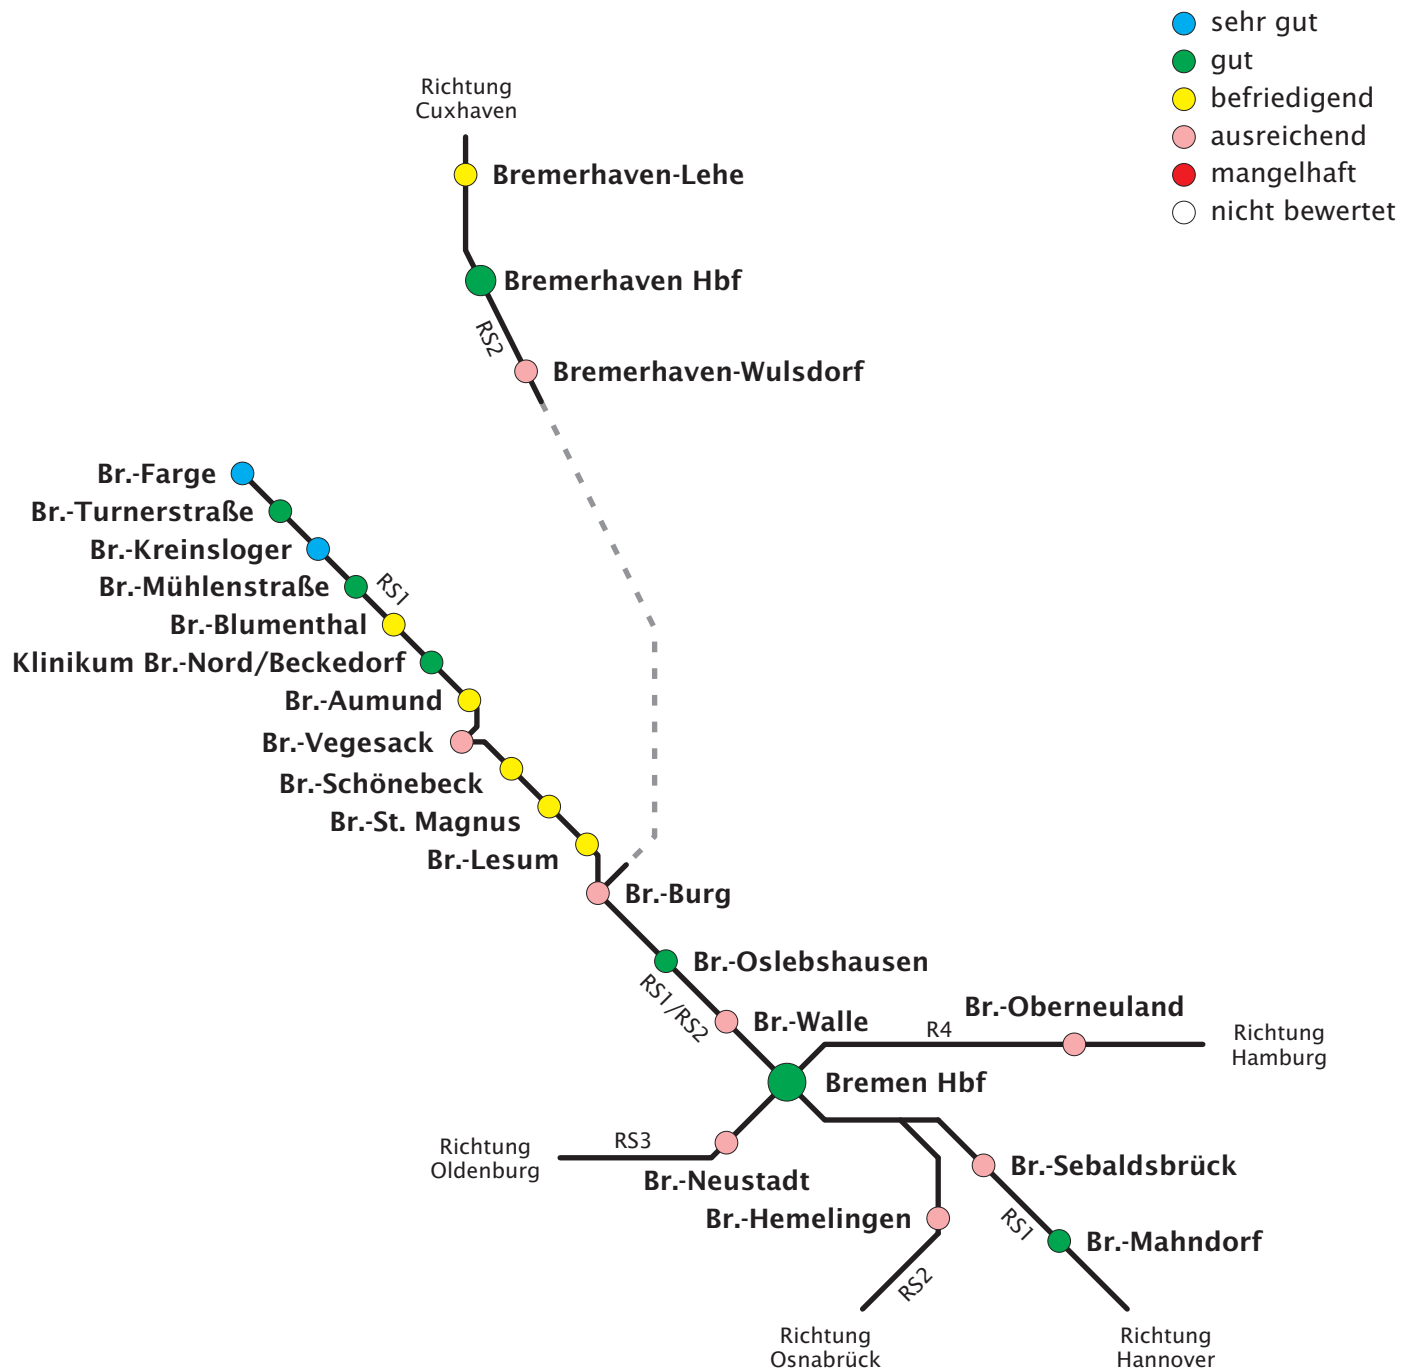 sehr gut
gut
befriedigend
ausreichend
mangelhaft
nicht bewertet
Richtung
Cuxhaven
Bremerhaven-Lehe
Bremerhaven Hbf
RS2
Bremerhaven-Wulsdorf
Br.-Farge
Br.-Turnerstraße
Br.-Kreinsloger
Br.-Mühlenstraße
RS1
Br.-Blumenthal
Klinikum Br.-Nord/Beckedorf
Br.-Aumund
Br.-Vegesack
Br.-Schönebeck
Br.-St. Magnus
Br.-Lesum
Br.-Burg
Br.-Oslebshausen
RS1/RS2
Br.-Walle
Br.-Oberneuland
R4
Richtung
Hamburg
Bremen Hbf
RS3
Richtung
Oldenburg
Br.-Neustadt
Br.-Sebaldsbrück
Br.-Hemelingen
RS1
Br.-Mahndorf
RS2
Richtung
Osnabrück
Richtung
Hannover